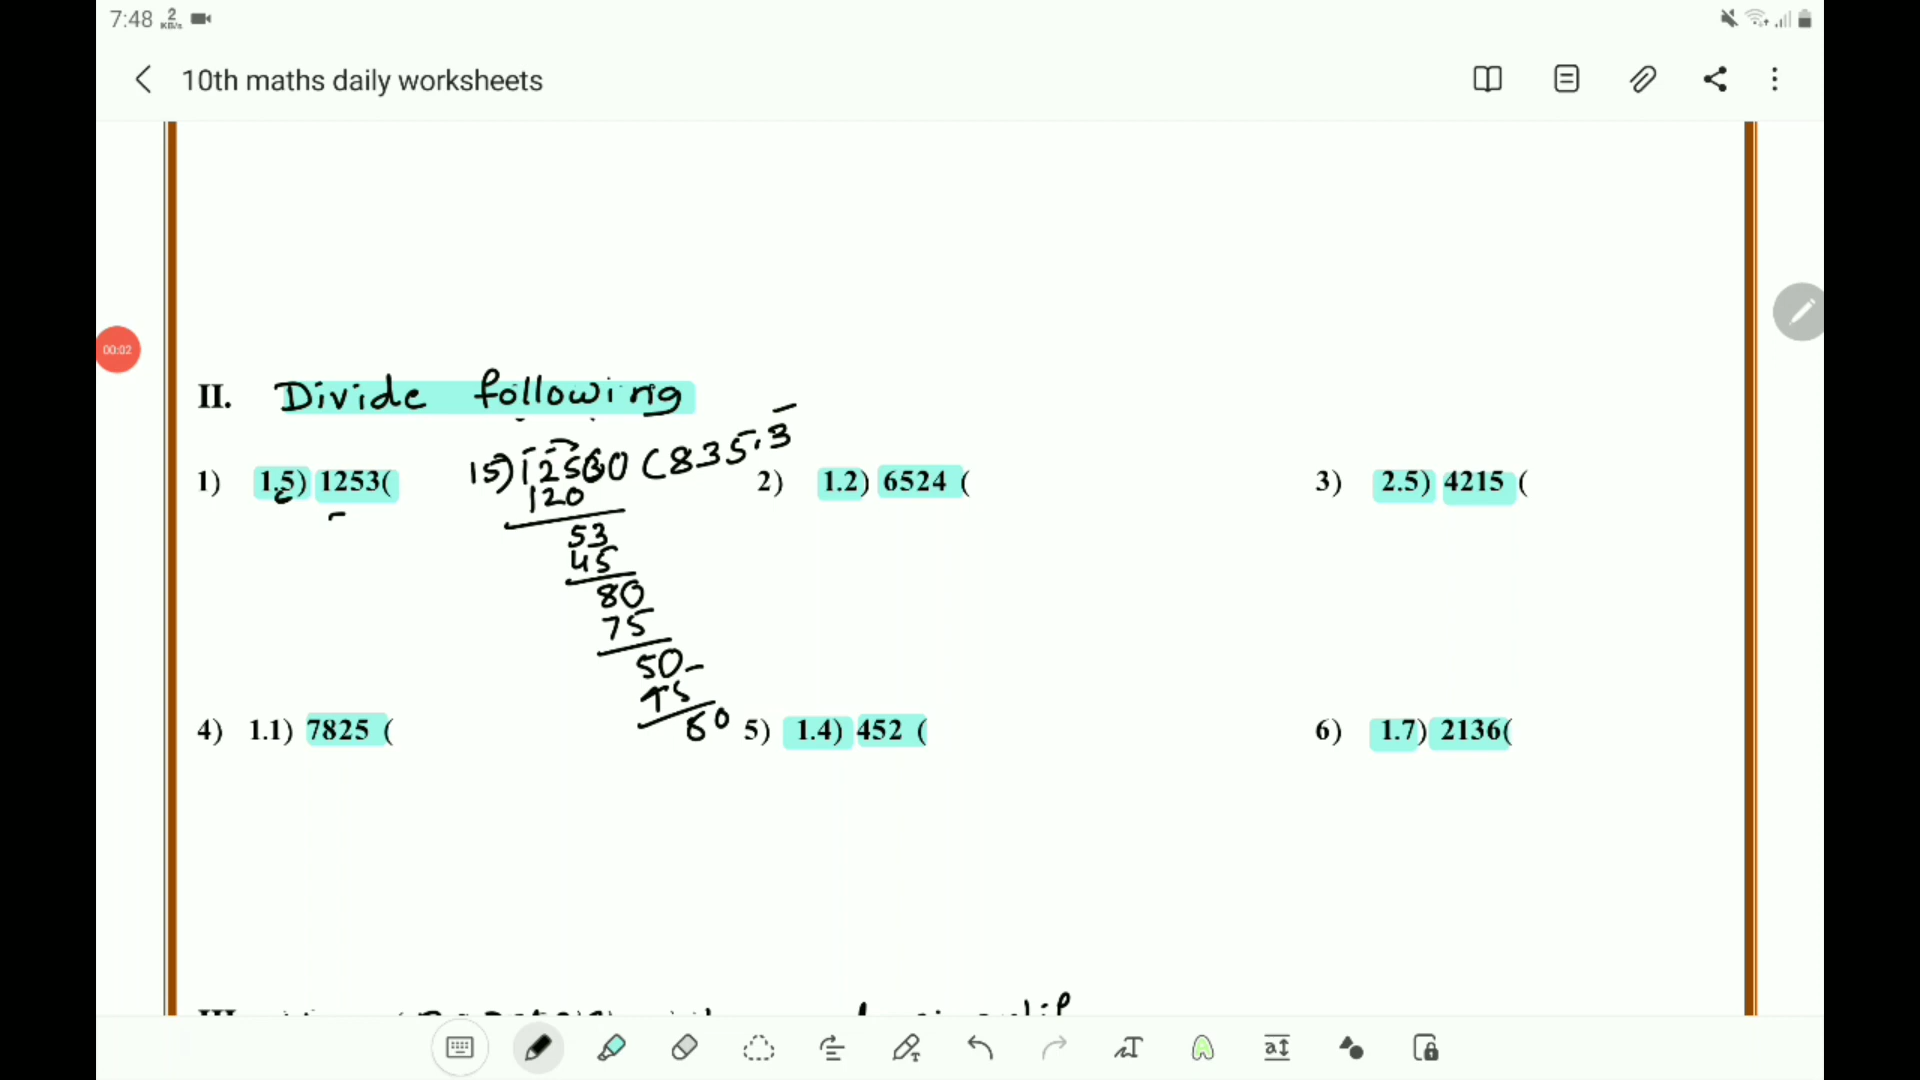 7:48 2 KB/s
10th maths daily worksheets
00:02
II. Divide following
1) 1.5) 1253(
15) 12530 (835.3
120
53
45
80
75
50
45
50
2) 1.2) 6524 (
3) 2.5) 4215 (
4) 1.1) 7825 (
5) 1.4) 452 (
6) 1.7) 2136(